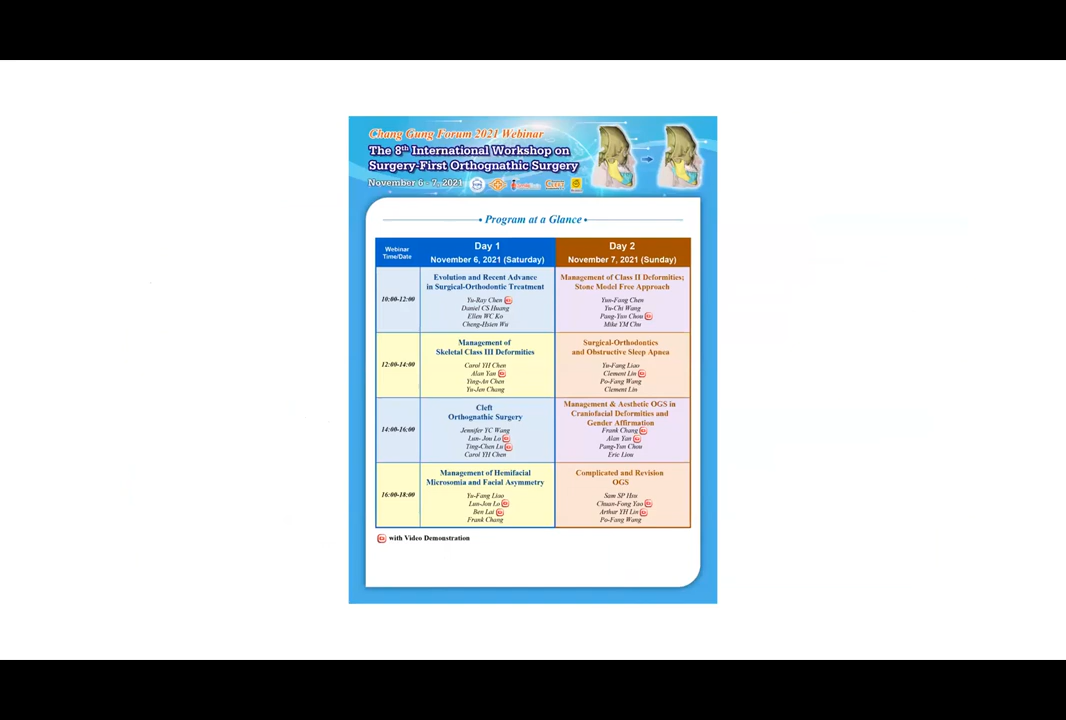 Chang Gung Forum 2021 Webinar
The 8th International Workshop on
Surgery-First Orthognathic Surgery
November 6 - 7, 2021
Program at a Glance
Webinar
Time/Date
Day 1
November 6, 2021 (Saturday)
Day 2
November 7, 2021 (Sunday)
10:00-12:00
Evolution and Recent Advance
in Surgical-Orthodontic Treatment
Yu-Ray Chen
Daniel CS Huang
Ellen WC Ko
Cheng-Hsien Wu
Management of Class II Deformities;
Stone Model Free Approach
Yun-Fang Chen
Yu-Chi Wang
Pang-Yun Chou
Mike YM Chu
12:00-14:00
Management of
Skeletal Class III Deformities
Carol YH Chen
Alan Yan
Ying-An Chen
Yu-Jen Chang
Surgical-Orthodontics
and Obstructive Sleep Apnea
Yu-Fang Liao
Clement Lin
Po-Fang Wang
Clement Lin
14:00-16:00
Cleft
Orthognathic Surgery
Jennifer YC Wang
Lun- Jou Lo
Ting-Chen Lu
Carol YH Chen
Management & Aesthetic OGS in
Craniofacial Deformities and
Gender Affirmation
Frank Chang
Alan Yan
Pang-Yun Chou
Eric Liou
16:00-18:00
Management of Hemifacial
Microsomia and Facial Asymmetry
Yu-Fang Liao
Lun-Jou Lo
Ben Lai
Frank Chang
Complicated and Revision
OGS
Sam SP Hsu
Chuan-Fong Yao
Arthur YH Lin
Po-Fang Wang
with Video Demonstration